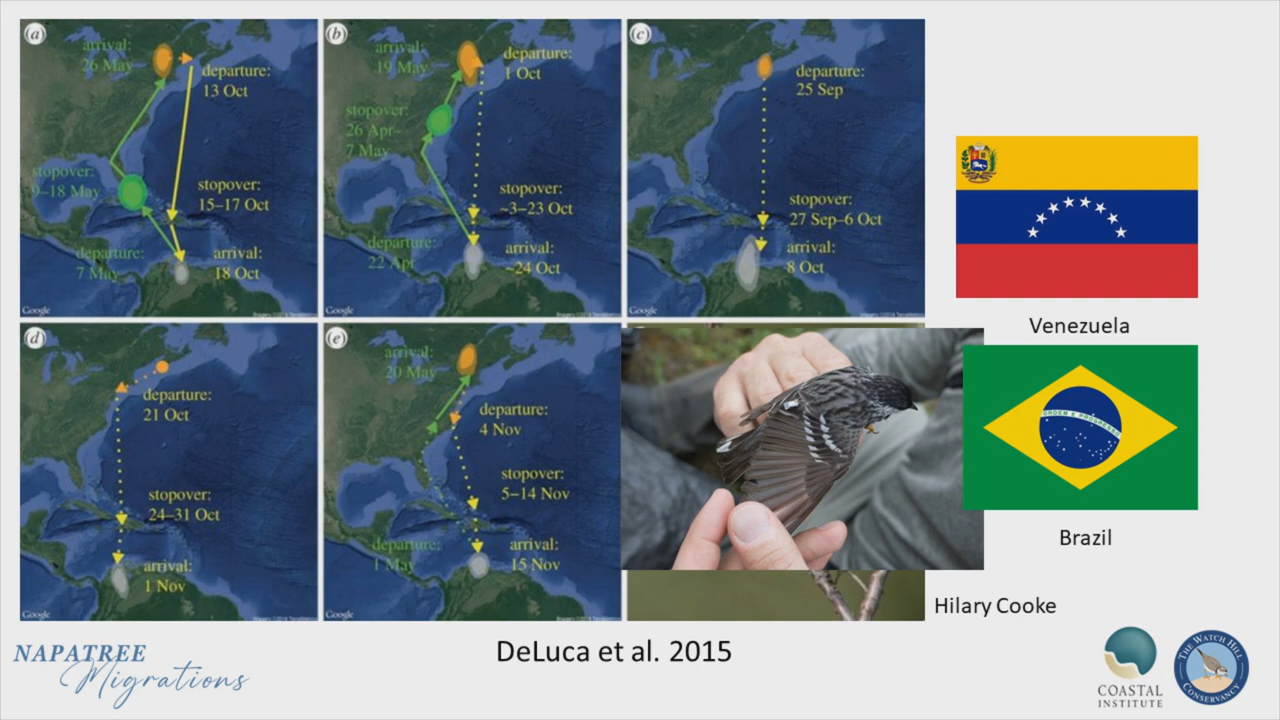 (a)
arrival:
26 May
departure:
13 Oct
stopover:
9–18 May
stopover:
15–17 Oct
departure:
7 May
arrival:
18 Oct
Google
(b)
arrival:
19 May
departure:
1 Oct
stopover:
26 Apr–
7 May
stopover:
~3–23 Oct
departure:
22 Apr
arrival:
~24 Oct
Google
(c)
departure:
25 Sep
stopover:
27 Sep–6 Oct
arrival:
8 Oct
Google
Venezuela
(d)
departure:
21 Oct
stopover:
24–31 Oct
arrival:
1 Nov
Google
(e)
arrival:
20 May
departure:
4 Nov
stopover:
5–14 Nov
departure:
1 May
arrival:
15 Nov
Google
ORDEM E PROGRESSO
Brazil
Hilary Cooke
DeLuca et al. 2015
NAPATREE
Migrations
COASTAL
INSTITUTE
THE WATCH HILL
CONSERVANCY